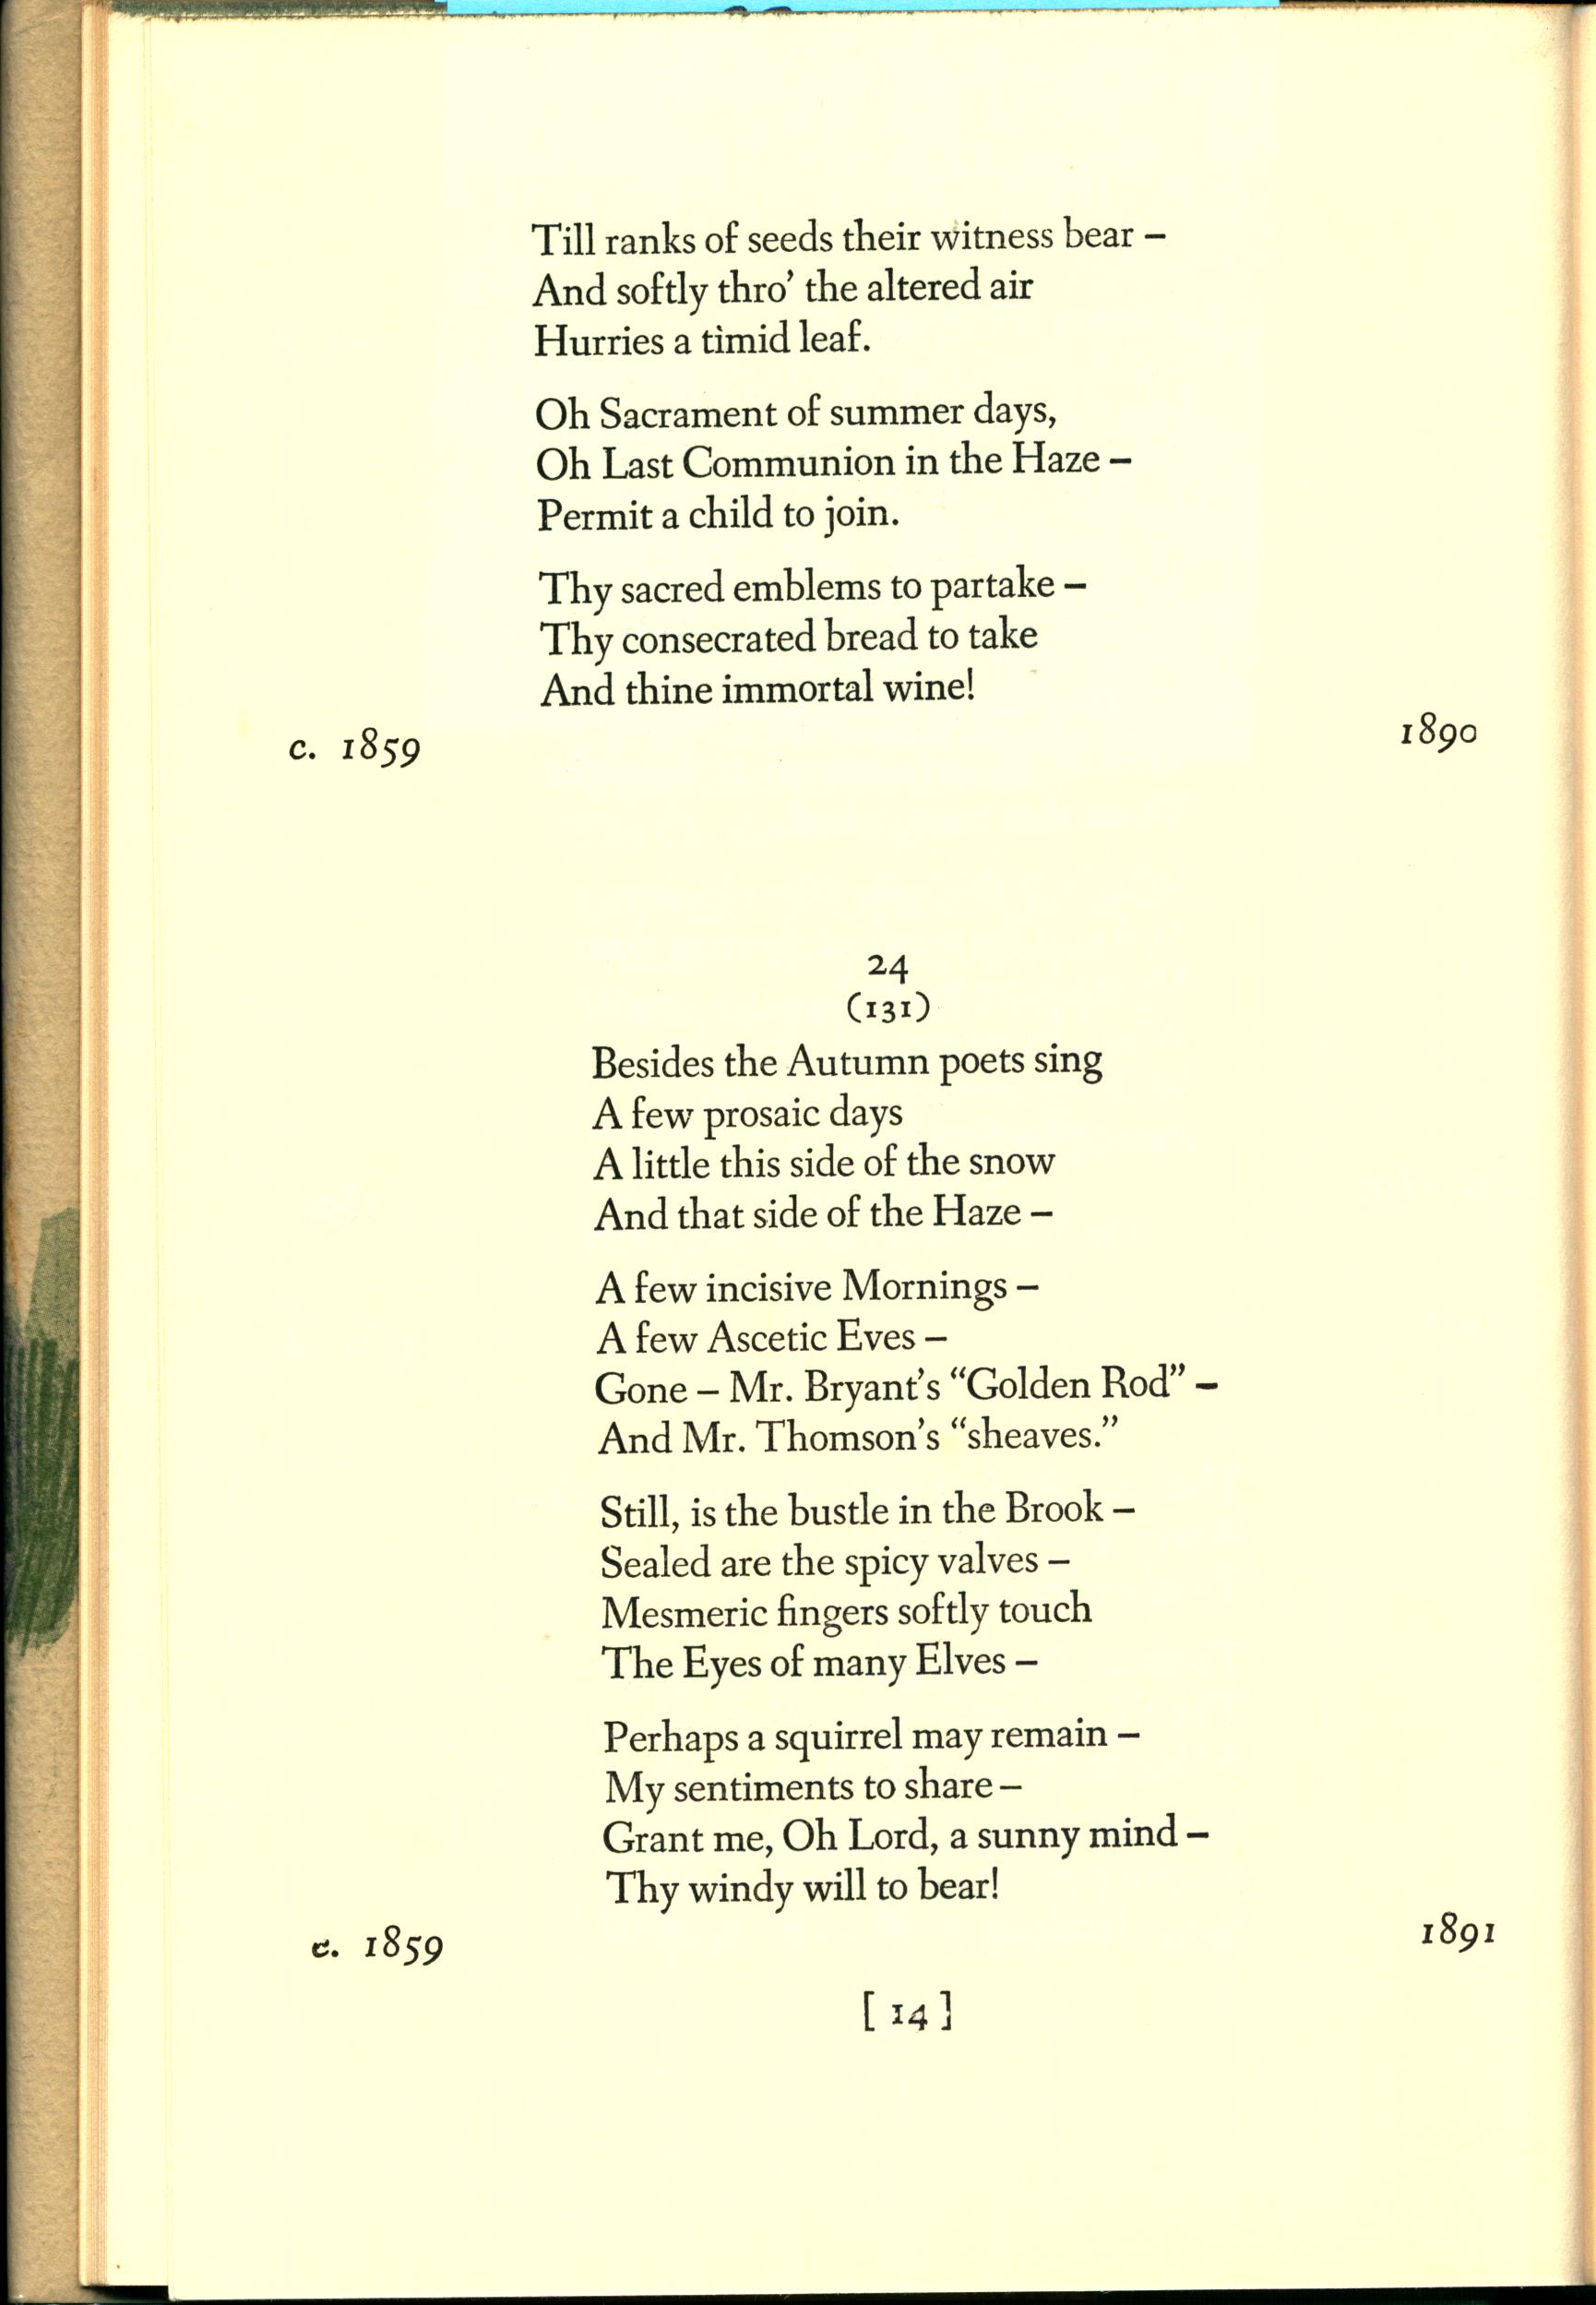 Till ranks of seeds their witness bear –
And softly thro’ the altered air
Hurries a timid leaf.
Oh Sacrament of summer days,
Oh Last Communion in the Haze –
Permit a child to join.
Thy sacred emblems to partake –
Thy consecrated bread to take
And thine immortal wine!
c. 1859 1890
24
(131)
Besides the Autumn poets sing
A few prosaic days
A little this side of the snow
And that side of the Haze –
A few incisive Mornings –
A few Ascetic Eves –
Gone – Mr. Bryant’s “Golden Rod” –
And Mr. Thomson’s “sheaves.”
Still, is the bustle in the Brook –
Sealed are the spicy valves –
Mesmeric fingers softly touch
The Eyes of many Elves –
Perhaps a squirrel may remain –
My sentiments to share –
Grant me, Oh Lord, a sunny mind –
Thy windy will to bear!
c. 1859 1891
[ 14 ]